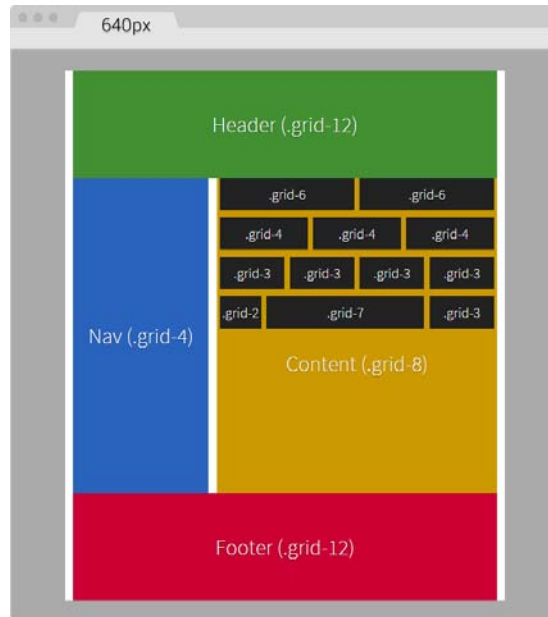 640px
Header (.grid-12)
.grid-6 .grid-6
.grid-4 .grid-4 .grid-4
.grid-3 .grid-3 .grid-3 .grid-3
.grid-2 .grid-7 .grid-3
Nav (.grid-4)
Content (.grid-8)
Footer (.grid-12)